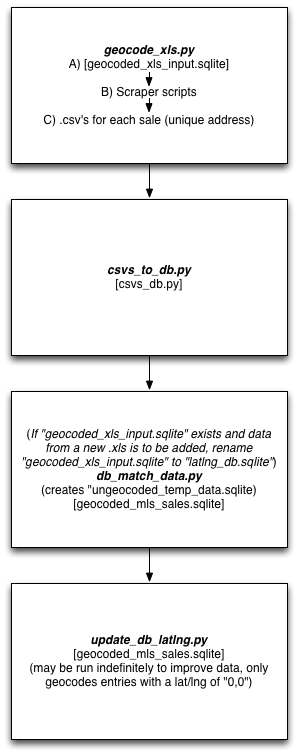 geocode_xls.py
A) [geocoded_xls_input.sqlite]
B) Scraper scripts
C) .csv's for each sale (unique address)
csvs_to_db.py
[csvs_db.py]
(If "geocoded_xls_input.sqlite" exists and data
from a new .xls is to be added, rename
"geocoded_xls_input.sqlite" to "latlng_db.sqlite")
db_match_data.py
(creates "ungeocoded_temp_data.sqlite)
[geocoded_mls_sales.sqlite]
update_db_latlng.py
[geocoded_mls_sales.sqlite]
(may be run indefinitely to improve data, only
geocodes entries with a lat/lng of "0,0")